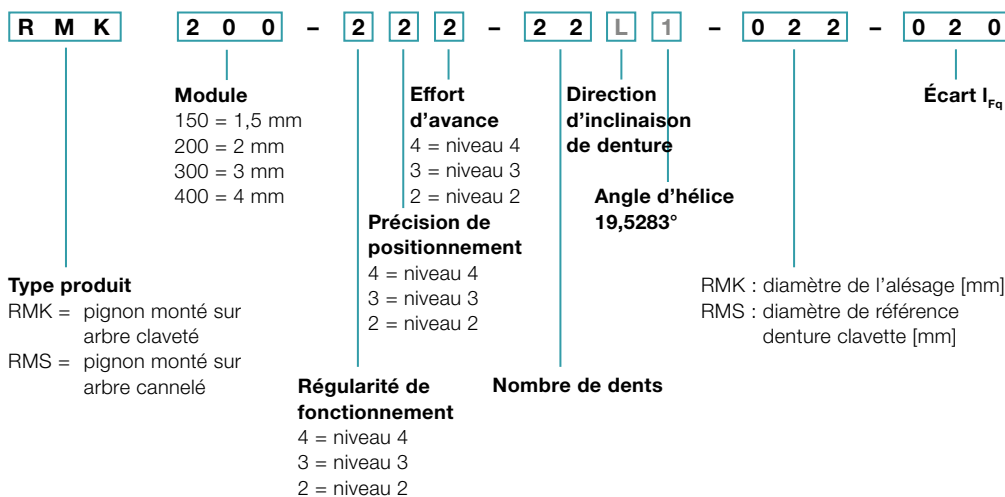 R M K 2 0 0 – 2 2 2 – 2 2 L 1 – 0 2 2 – 0 2 0
Module
150 = 1,5 mm
200 = 2 mm
300 = 3 mm
400 = 4 mm
Effort
d’avance
4 = niveau 4
3 = niveau 3
2 = niveau 2
Direction
d’inclinaison
de denture
Écart l_Fq
Angle d’hélice
19,5283°
Précision de
positionnement
4 = niveau 4
3 = niveau 3
2 = niveau 2
Type produit
RMK = pignon monté sur
arbre claveté
RMS = pignon monté sur
arbre cannelé
RMK : diamètre de l’alésage [mm]
RMS : diamètre de référence
denture clavette [mm]
Régularité de
fonctionnement
4 = niveau 4
3 = niveau 3
2 = niveau 2
Nombre de dents